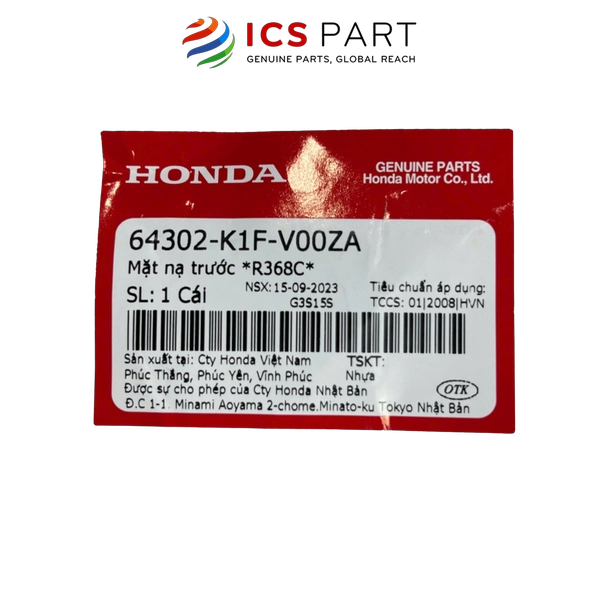 ICS PART
GENUINE PARTS, GLOBAL REACH
HONDA
GENUINE PARTS
Honda Motor Co., Ltd.
64302-K1F-V00ZA
Mặt nạ trước *R368C*
SL: 1 Cái
NSX: 15-09-2023
G3S15S
Tiêu chuẩn áp dụng:
TCCS: 01|2008|HVN
Sản xuất tại: Cty Honda Việt Nam
Phúc Thắng, Phúc Yên, Vĩnh Phúc
Được sự cho phép của Cty Honda Nhật Bản
Đ.C 1-1. Minami Aoyama 2-chome.Minato-ku Tokyo Nhật Bản
TSKT:
Nhựa
OTK